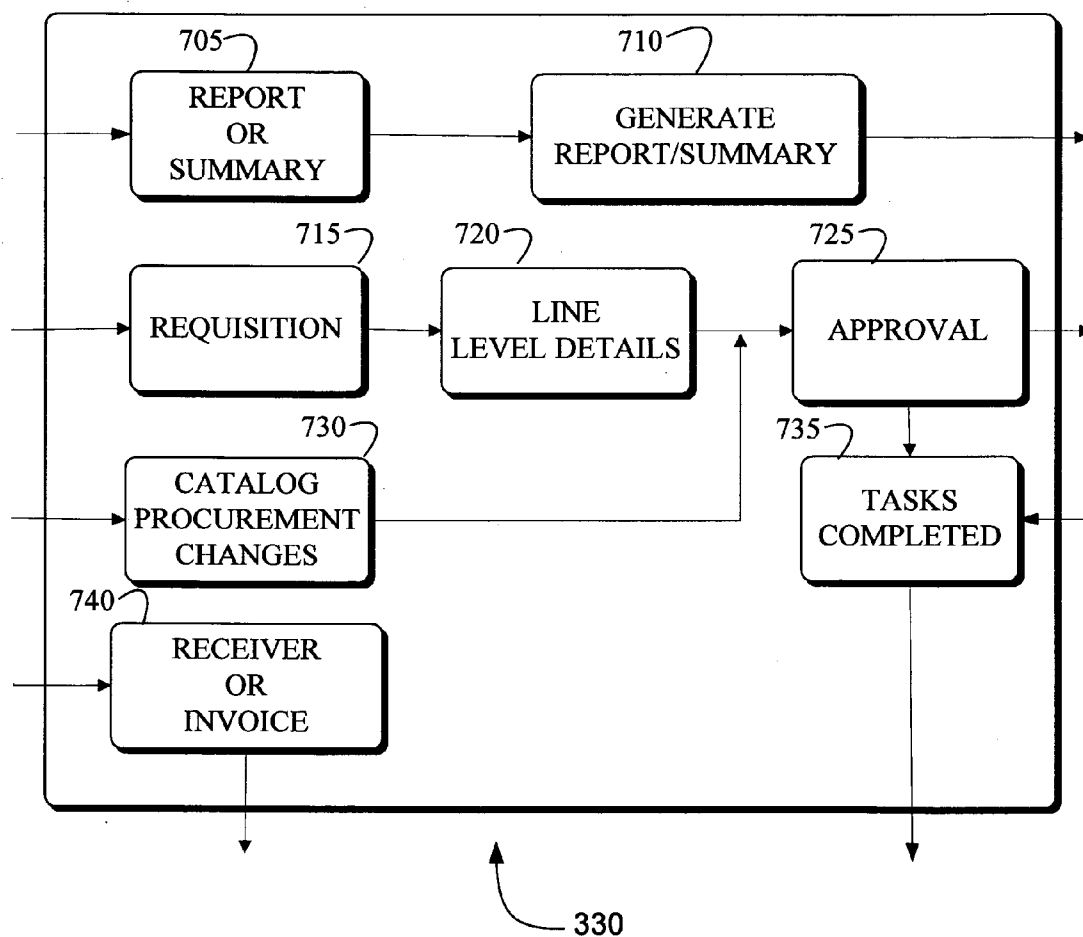 705
REPORT
OR
SUMMARY
710
GENERATE
REPORT/SUMMARY
715
REQUISITION
720
LINE
LEVEL DETAILS
725
APPROVAL
730
CATALOG
PROCUREMENT
CHANGES
735
TASKS
COMPLETED
740
RECEIVER
OR
INVOICE
330